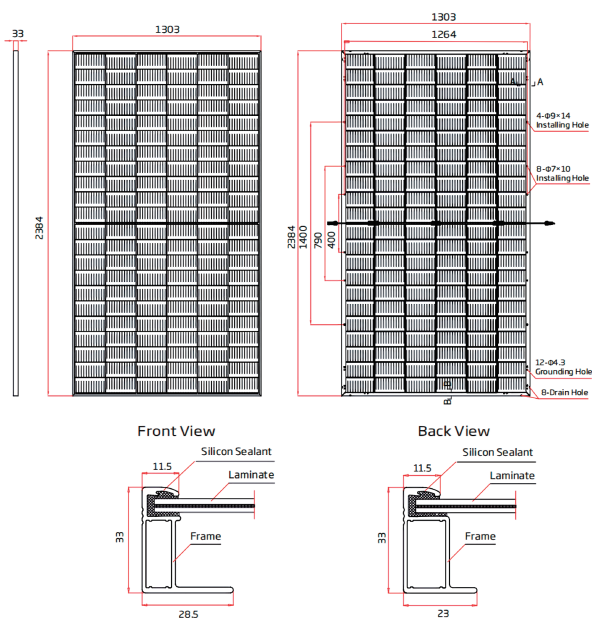 33
1303
2384
1303
1264
A
A
4-Φ9×14
Installing Hole
8-Φ7×10
Installing Hole
2384
1400
790
400
12-Φ4.3
Grounding Hole
8-Drain Hole
B
B
Front View
Back View
11.5
Silicon Sealant
Laminate
Frame
33
28.5
11.5
Silicon Sealant
Laminate
Frame
33
23